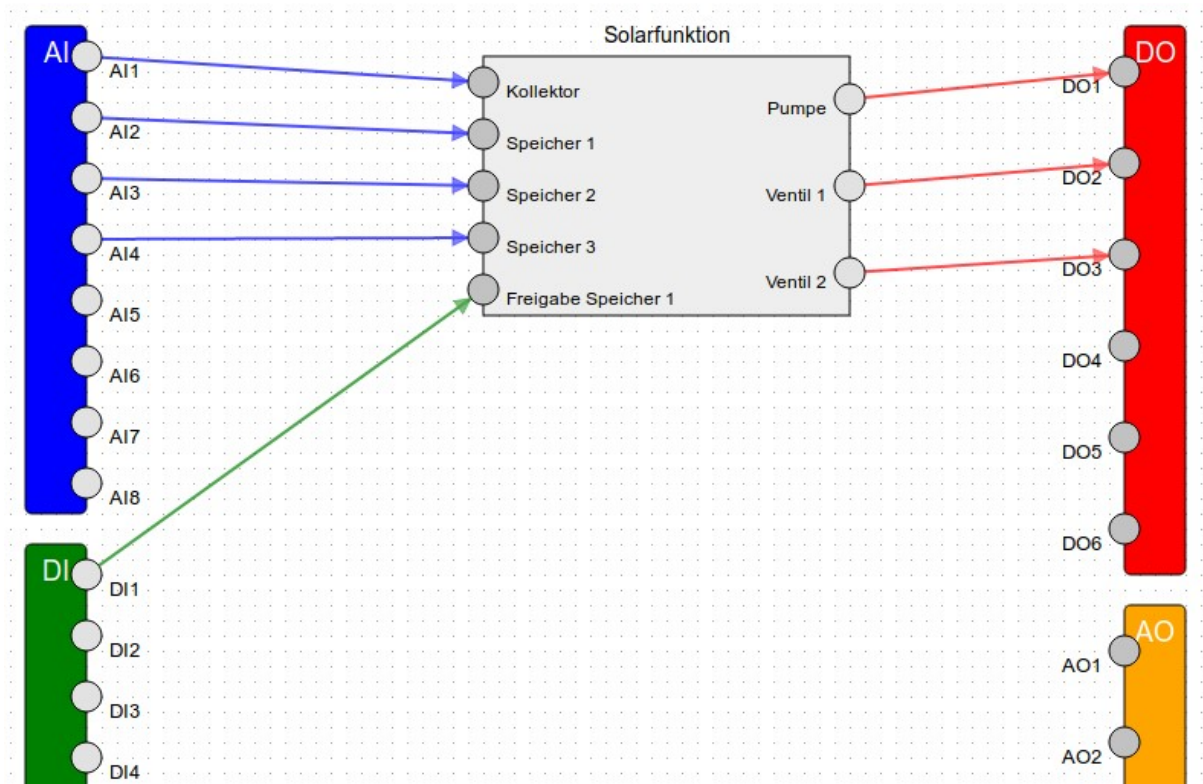 Solarfunktion
AI
AI1
AI2
AI3
AI4
AI5
AI6
AI7
AI8
DI
DI1
DI2
DI3
DI4
Kollektor
Speicher 1
Speicher 2
Speicher 3
Freigabe Speicher 1
Pumpe
Ventil 1
Ventil 2
DO
DO1
DO2
DO3
DO4
DO5
DO6
AO
AO1
AO2